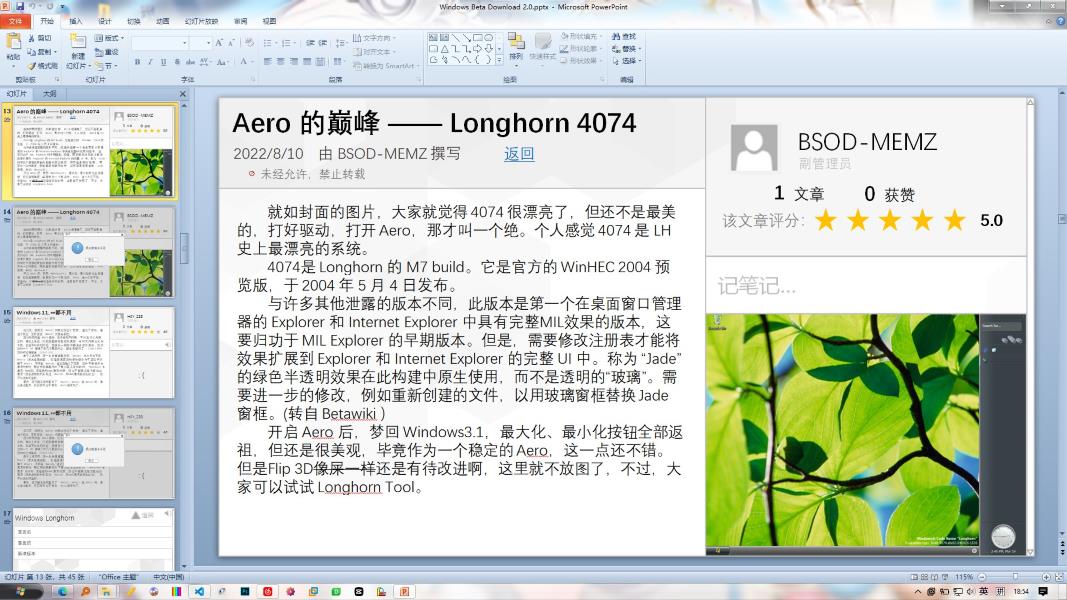 Windows Beta Download 2.0.pptx - Microsoft PowerPoint
文件 开始 插入 设计 切换 动画 幻灯片放映 审阅 视图
粘贴 剪切 复制 格式刷 新建幻灯片 版式 重设 节
文字方向 对齐文本 转换为 SmartArt
排列 快速样式 形状填充 形状轮廓 形状效果
查找 替换 选择
剪贴板 幻灯片 字体 段落 绘图 编辑
幻灯片 大纲
13
Aero 的巅峰 —— Longhorn 4074
BSOD-MEMZ
14
Aero 的巅峰 —— Longhorn 4074
BSOD-MEMZ
15
16
17
Windows Longhorn
Aero 的巅峰 —— Longhorn 4074
2022/8/10 由 BSOD-MEMZ 撰写 返回
未经允许，禁止转载
就如封面的图片，大家就觉得 4074 很漂亮了，但还不是最美
的，打好驱动，打开 Aero，那才叫一个绝。个人感觉 4074 是 LH
史上最漂亮的系统。
4074是 Longhorn 的 M7 build。它是官方的 WinHEC 2004 预
览版，于 2004 年 5 月 4 日发布。
与许多其他泄露的版本不同，此版本是第一个在桌面窗口管理
器的 Explorer 和 Internet Explorer 中具有完整MIL效果的版本，这
要归功于 MIL Explorer 的早期版本。但是，需要修改注册表才能将
效果扩展到 Explorer 和 Internet Explorer 的完整 UI 中。称为 “Jade”
的绿色半透明效果在此构建中原生使用，而不是透明的“玻璃”。需
要进一步的修改，例如重新创建的文件，以用玻璃窗框替换 Jade
窗框。(转自 Betawiki )
开启 Aero 后，梦回 Windows3.1，最大化、最小化按钮全部返
祖，但还是很美观，毕竟作为一个稳定的 Aero，这一点还不错。
但是Flip 3D像屎一样还是有待改进啊，这里就不放图了，不过，大
家可以试试 Longhorn Tool。
BSOD-MEMZ
副管理员
1 文章 0 获赞
该文章评分: 5.0
记笔记...
幻灯片 第 13 张，共 45 张 "Office 主题" 中文(中国) 115%
英 拼 18:54